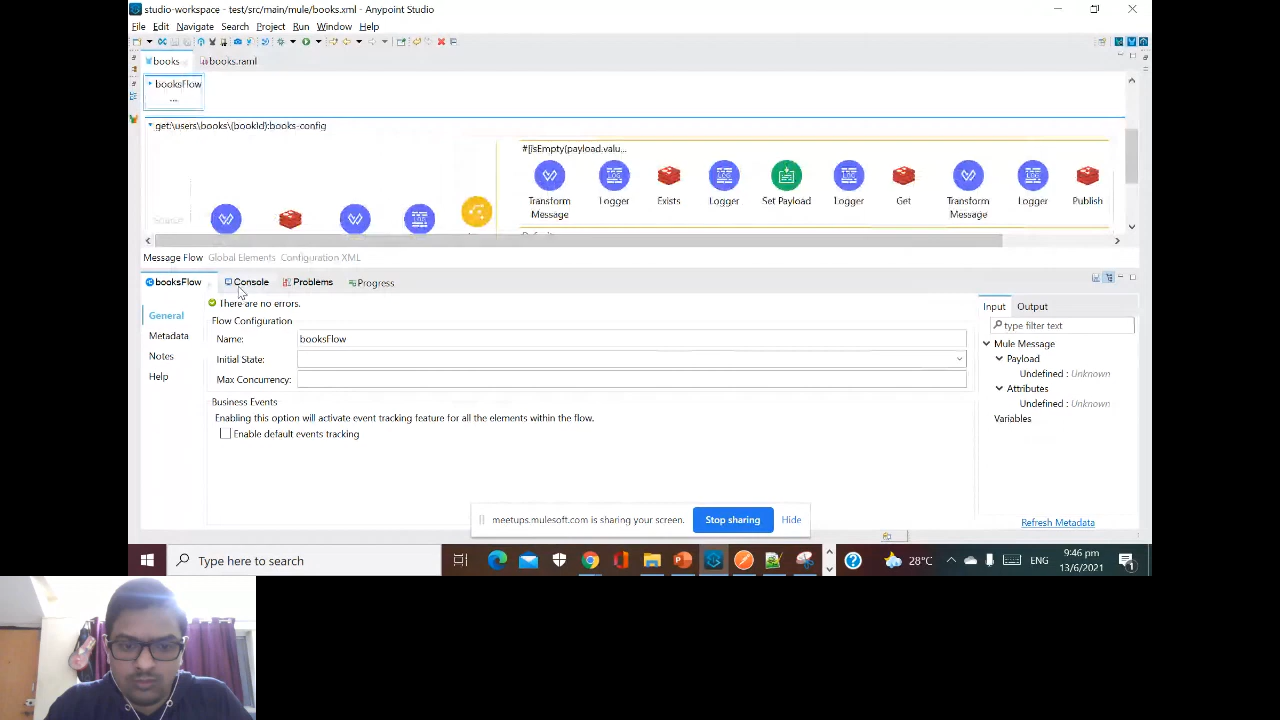 studio-workspace - test/src/main/mule/books.xml - Anypoint Studio
File Edit Navigate Search Project Run Window Help
books books.raml
booksFlow
...
get:\users\books\(bookId):books-config
#[isEmpty(payload.valu...
Transform Message Logger Exists Logger Set Payload Logger Get Transform Message Logger Publish
Source
Message Flow Global Elements Configuration XML
booksFlow Console Problems Progress
There are no errors.
General
Metadata
Notes
Help
Flow Configuration
Name: booksFlow
Initial State:
Max Concurrency:
Business Events
Enabling this option will activate event tracking feature for all the elements within the flow.
Enable default events tracking
Input Output
type filter text
Mule Message
Payload
Undefined : Unknown
Attributes
Undefined : Unknown
Variables
Refresh Metadata
meetups.mulesoft.com is sharing your screen. Stop sharing Hide
Type here to search
28°C ENG 9:46 pm
13/6/2021
1